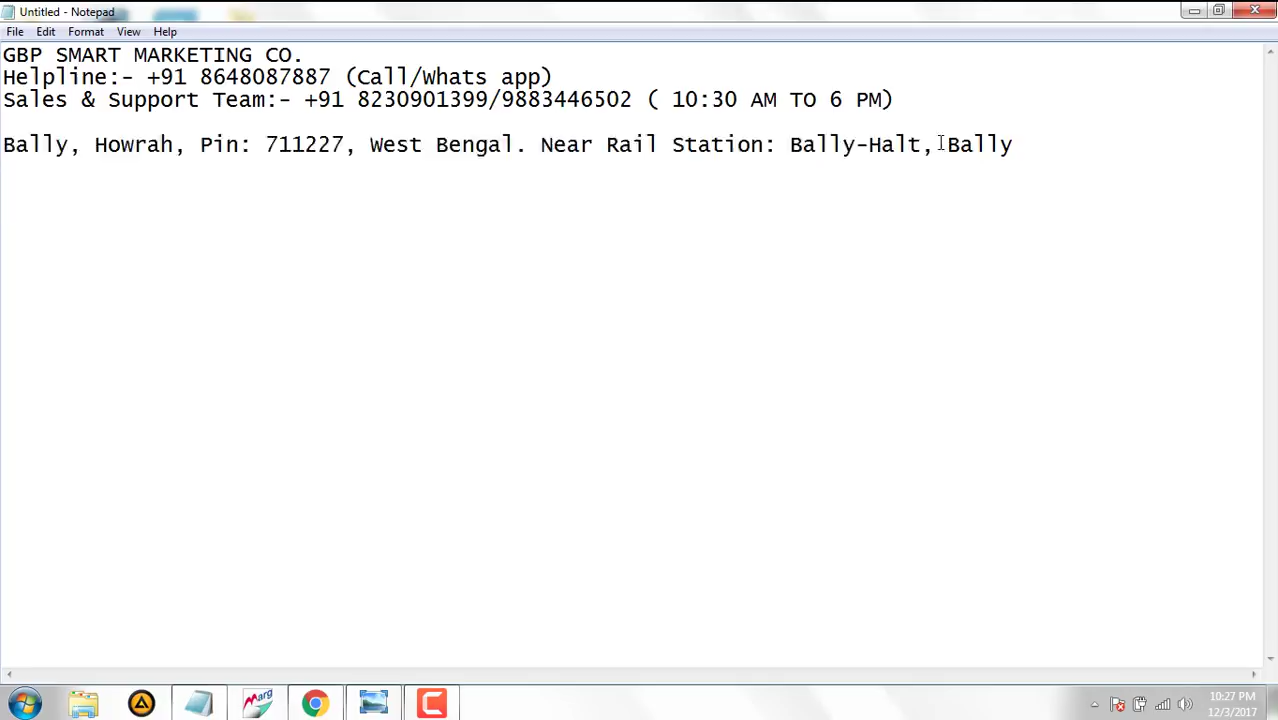 Untitled - Notepad
File Edit Format View Help
GBP SMART MARKETING CO.
Helpline:- +91 8648087887 (Call/Whats app)
Sales & Support Team:- +91 8230901399/9883446502 ( 10:30 AM TO 6 PM)
Bally, Howrah, Pin: 711227, West Bengal. Near Rail Station: Bally-Halt, Bally
Marg
10:27 PM
12/3/2017